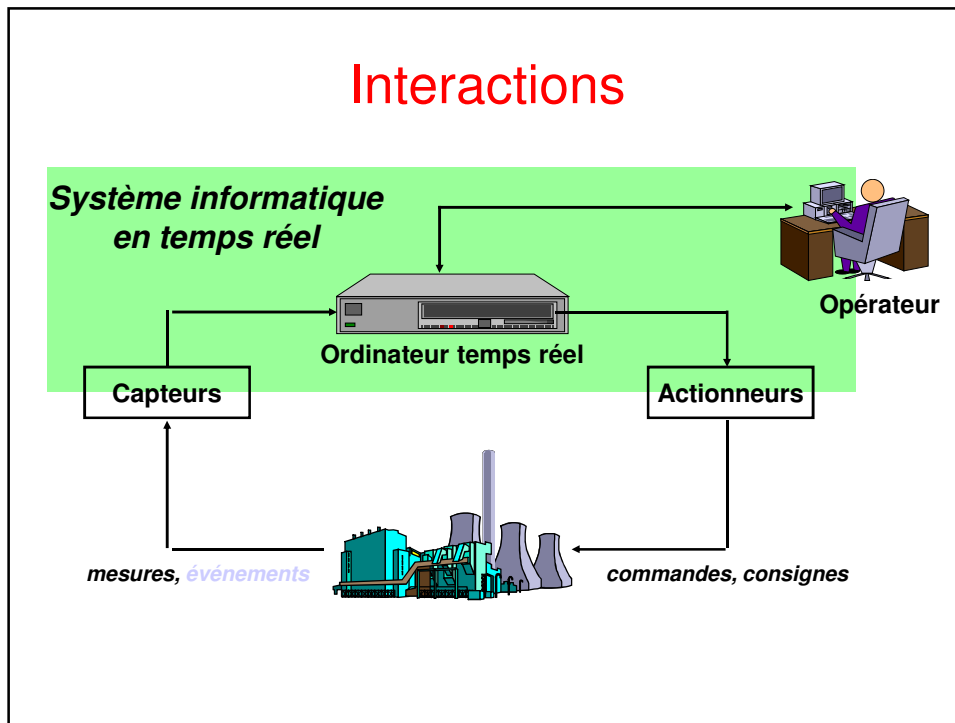 Interactions
Système informatique
en temps réel
Opérateur
Ordinateur temps réel
Capteurs
Actionneurs
mesures, événements
commandes, consignes